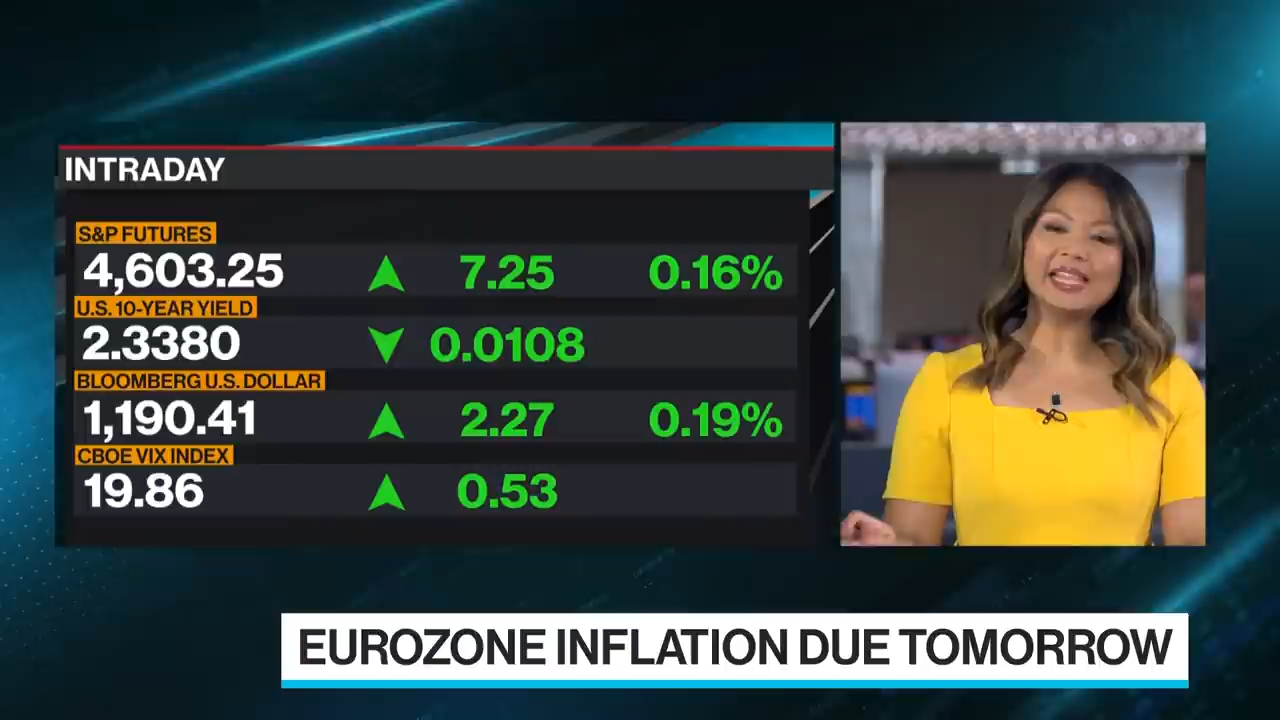 INTRADAY
S&P FUTURES
4,603.25 ▲ 7.25 0.16%
U.S. 10-YEAR YIELD
2.3380 ▼ 0.0108
BLOOMBERG U.S. DOLLAR
1,190.41 ▲ 2.27 0.19%
CBOE VIX INDEX
19.86 ▲ 0.53
EUROZONE INFLATION DUE TOMORROW